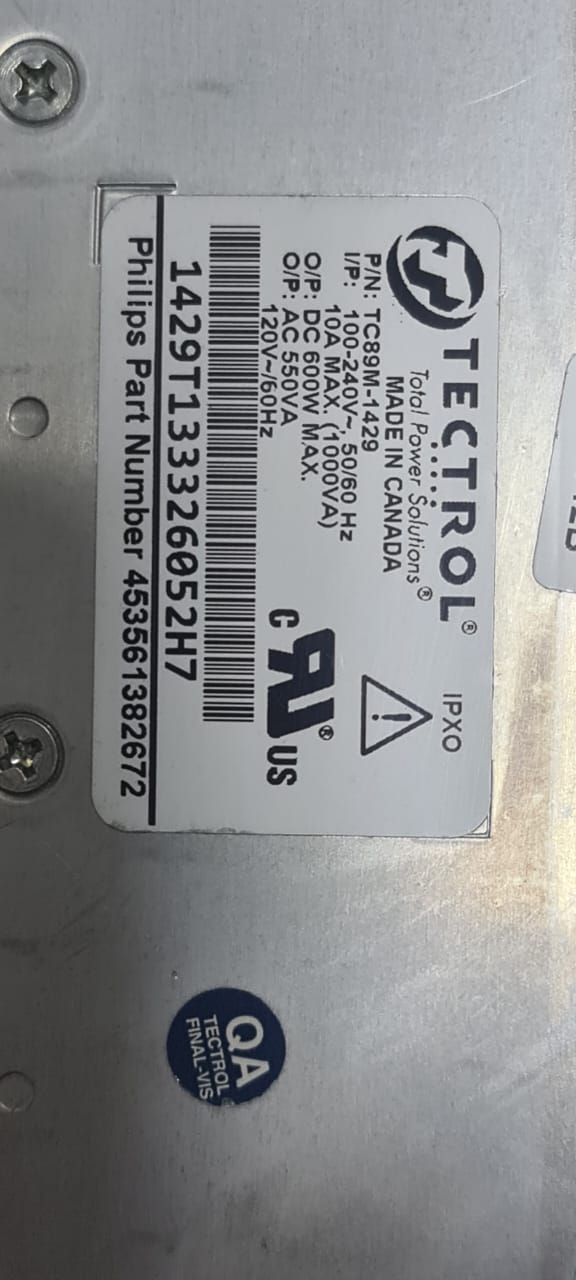 TECTROL®
Total Power Solutions®
MADE IN CANADA
IPXO
P/N: TC89M-1429
I/P: 100-240V~, 50/60 Hz
10A MAX. (1000VA)
O/P: DC 600W MAX.
O/P: AC 550VA
120V~/60Hz
C RU® US
1429T133326052H7
Philips Part Number 453561382672
QA
TECTROL
FINAL-VIS